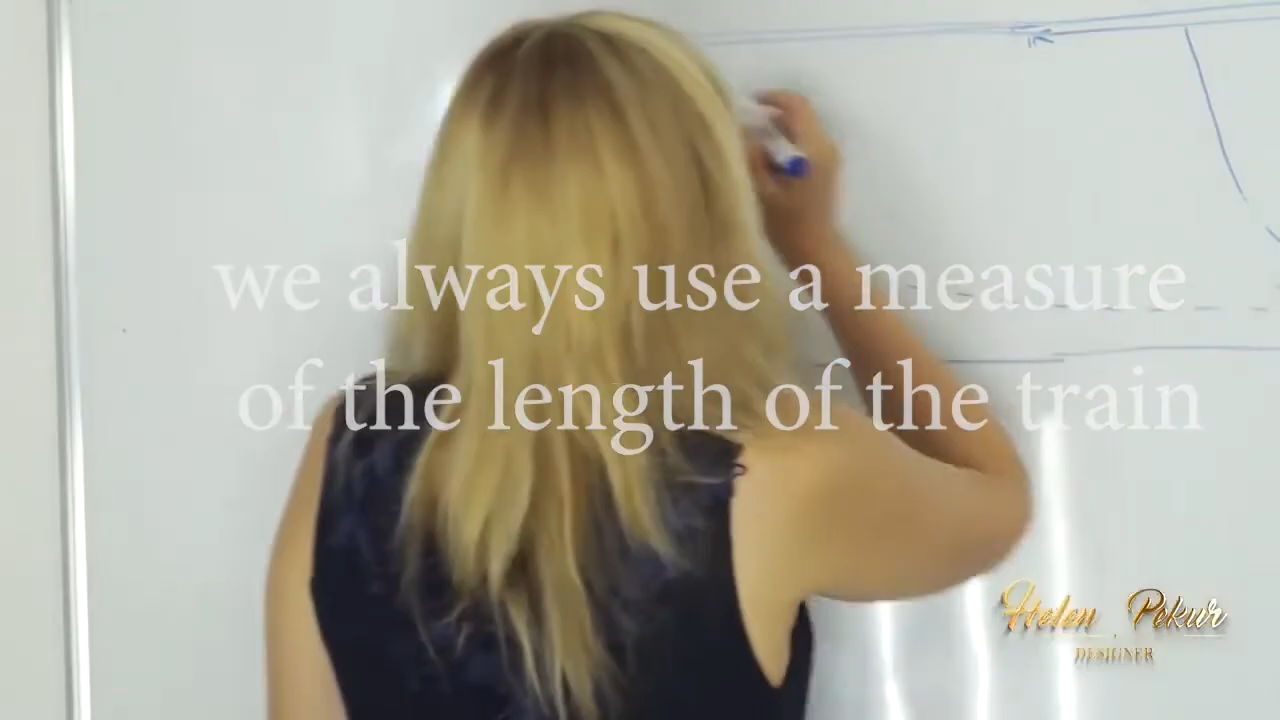 we always use a measure
of the length of the train
Helen Pekur
DESIGNER